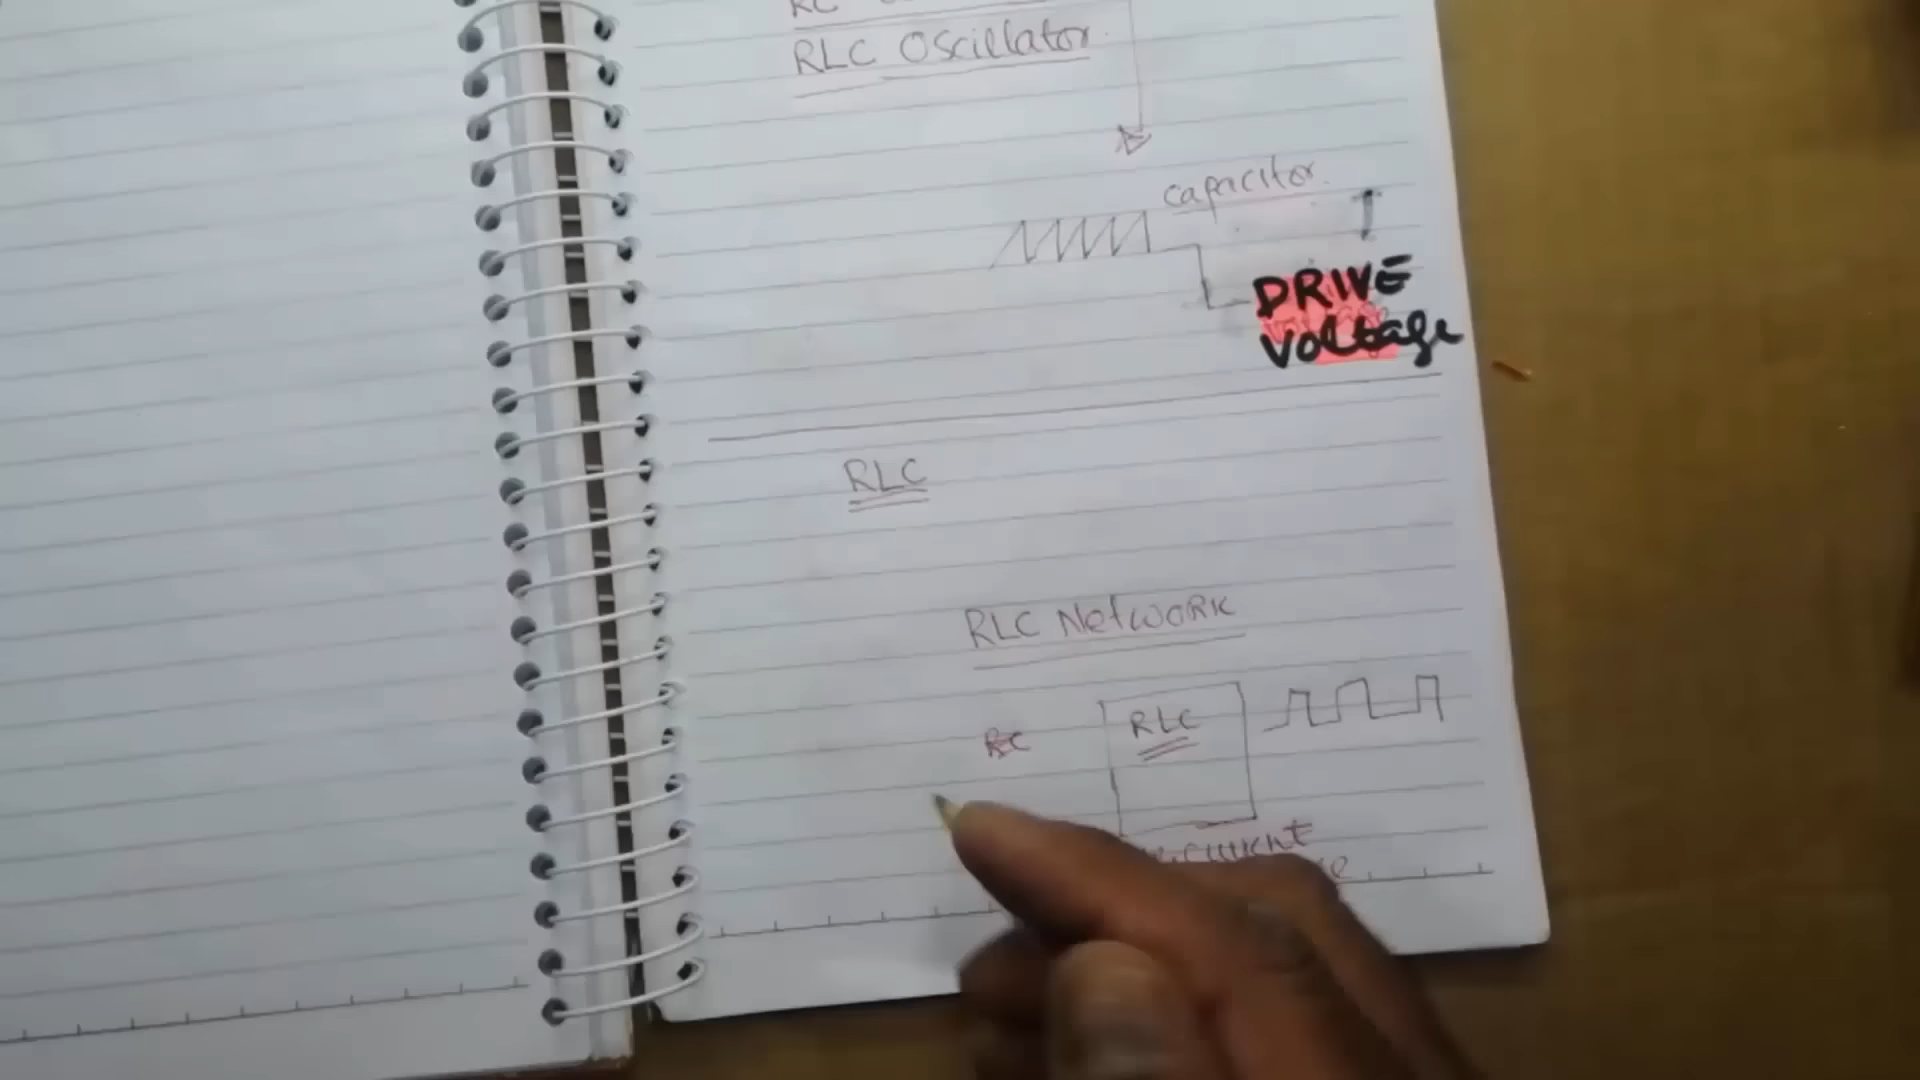 RLC Oscillator
capacitor
DRIVE
Voltage
RLC
RLC NetWORK
RLC
RC